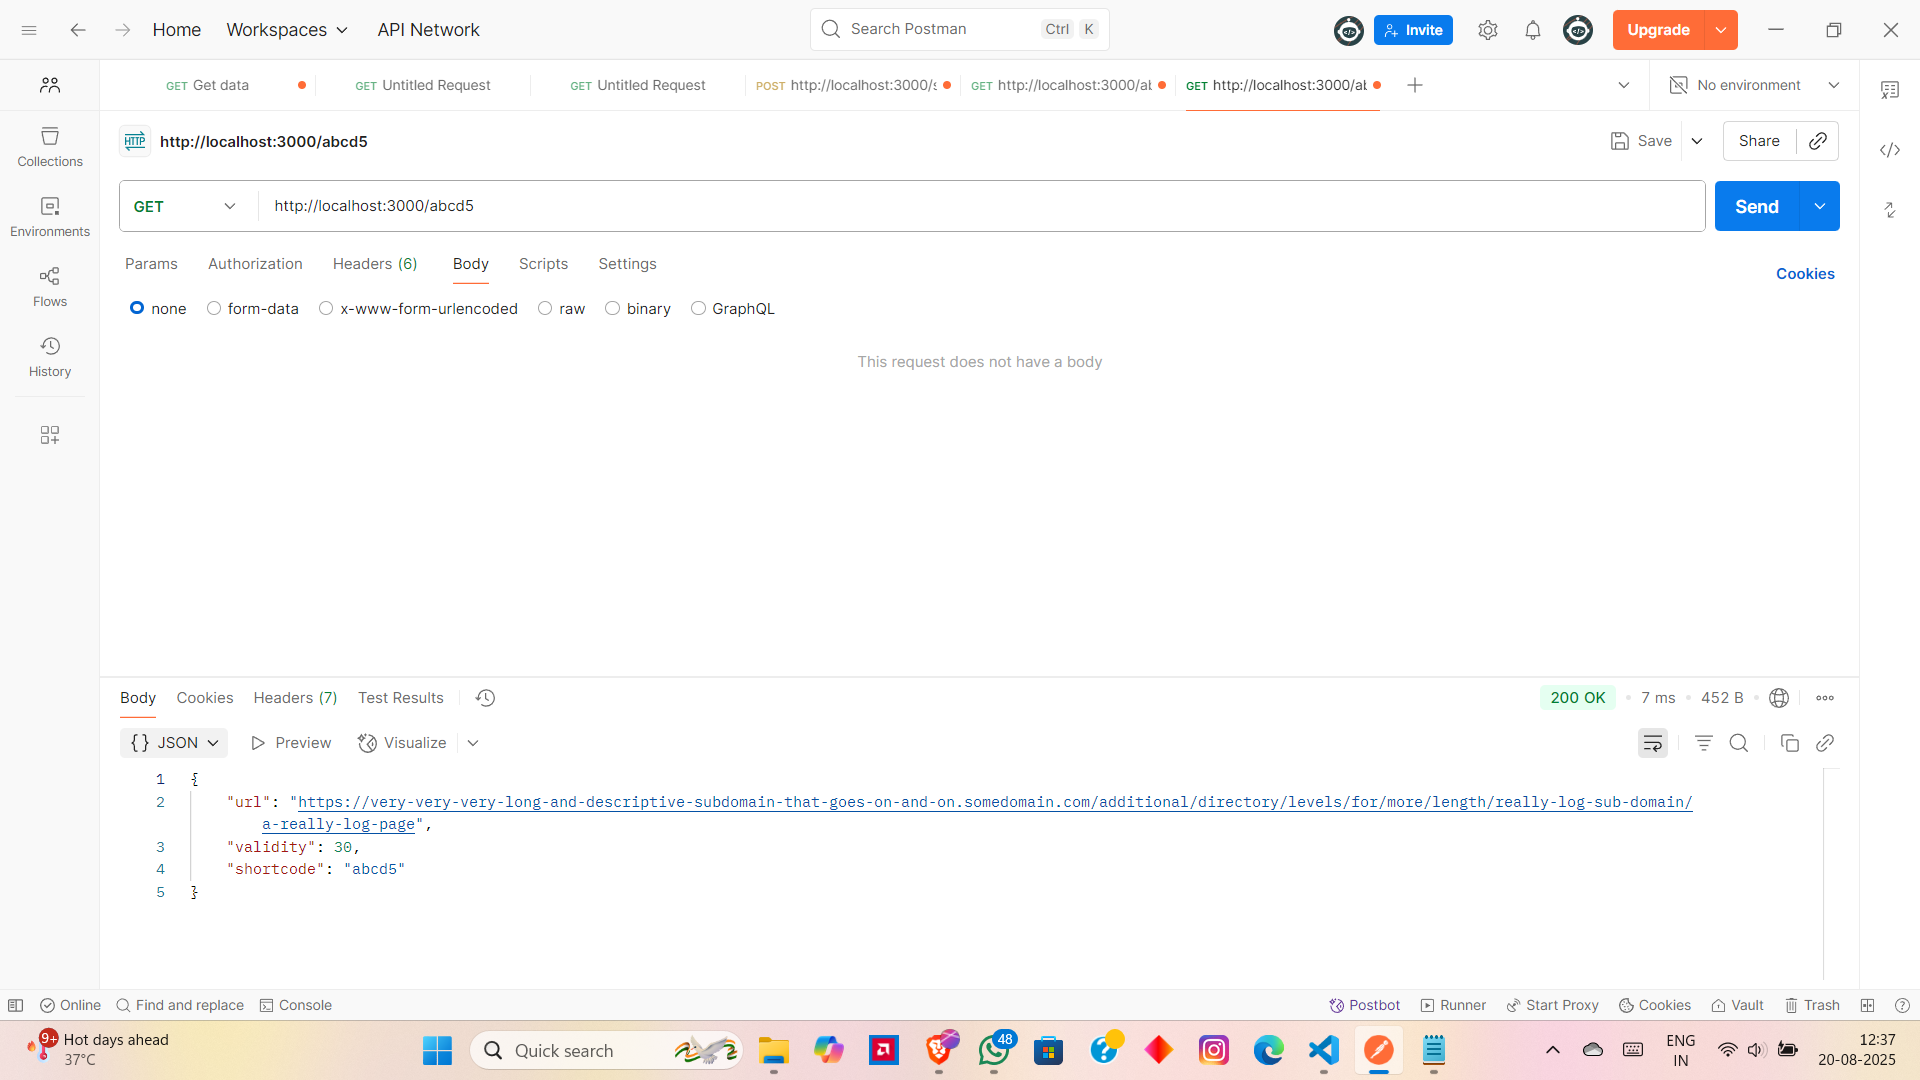 Home
Workspaces
API Network
Search Postman
Ctrl K
Invite
Upgrade
GET Get data
GET Untitled Request
GET Untitled Request
POST http://localhost:3000/s
GET http://localhost:3000/ab
GET http://localhost:3000/ab
No environment
Collections
Environments
Flows
History
HTTP http://localhost:3000/abcd5
Save
Share
GET
http://localhost:3000/abcd5
Send
Params Authorization Headers (6) Body Scripts Settings
Cookies
none form-data x-www-form-urlencoded raw binary GraphQL
This request does not have a body
Body Cookies Headers (7) Test Results
200 OK 7 ms 452 B
{} JSON Preview Visualize
1 {
2 "url": "https://very-very-very-long-and-descriptive-subdomain-that-goes-on-and-on.somedomain.com/additional/directory/levels/for/more/length/really-log-sub-domain/
a-really-log-page",
3 "validity": 30,
4 "shortcode": "abcd5"
5 }
Online Find and replace Console
Postbot Runner Start Proxy Cookies Vault Trash
9+
Hot days ahead
37°C
Quick search
48
ENG
IN
12:37
20-08-2025